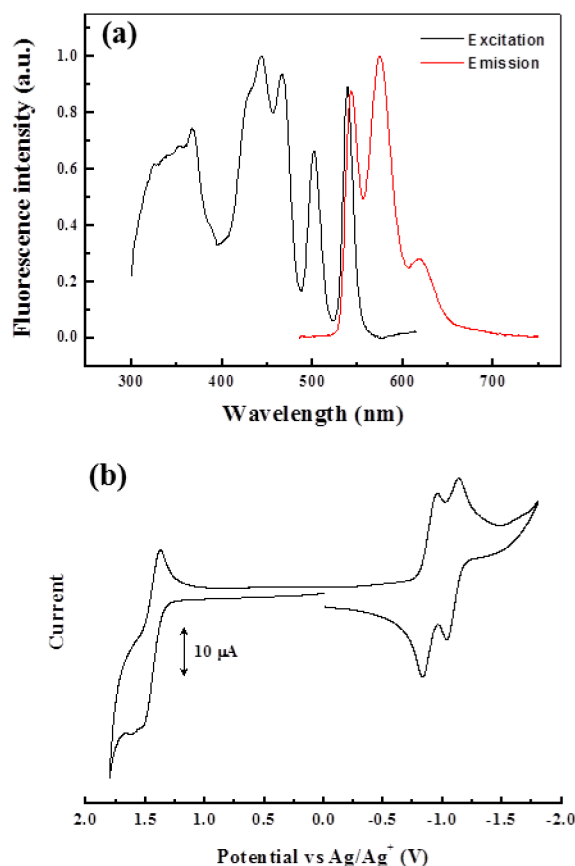 (a)
Excitation
Emission
Fluorescence intensity (a.u.)
1.0
0.8
0.6
0.4
0.2
0.0
300 400 500 600 700
Wavelength (nm)
(b)
Current
10 µA
2.0 1.5 1.0 0.5 0.0 -0.5 -1.0 -1.5 -2.0
Potential vs Ag/Ag⁺ (V)